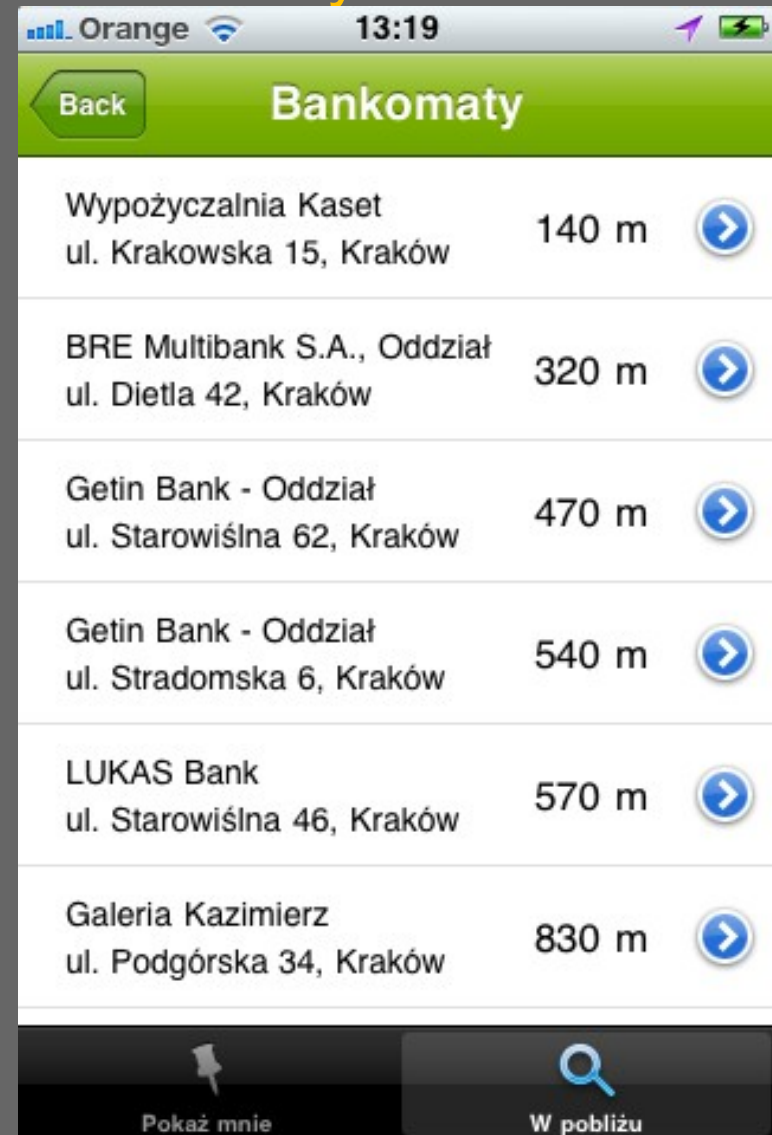 Orange 13:19
Back Bankomaty
Wypożyczalnia Kaset
ul. Krakowska 15, Kraków
140 m
BRE Multibank S.A., Oddział
ul. Dietla 42, Kraków
320 m
Getin Bank - Oddział
ul. Starowiślna 62, Kraków
470 m
Getin Bank - Oddział
ul. Stradomska 6, Kraków
540 m
LUKAS Bank
ul. Starowiślna 46, Kraków
570 m
Galeria Kazimierz
ul. Podgórska 34, Kraków
830 m
Pokaż mnie W pobliżu